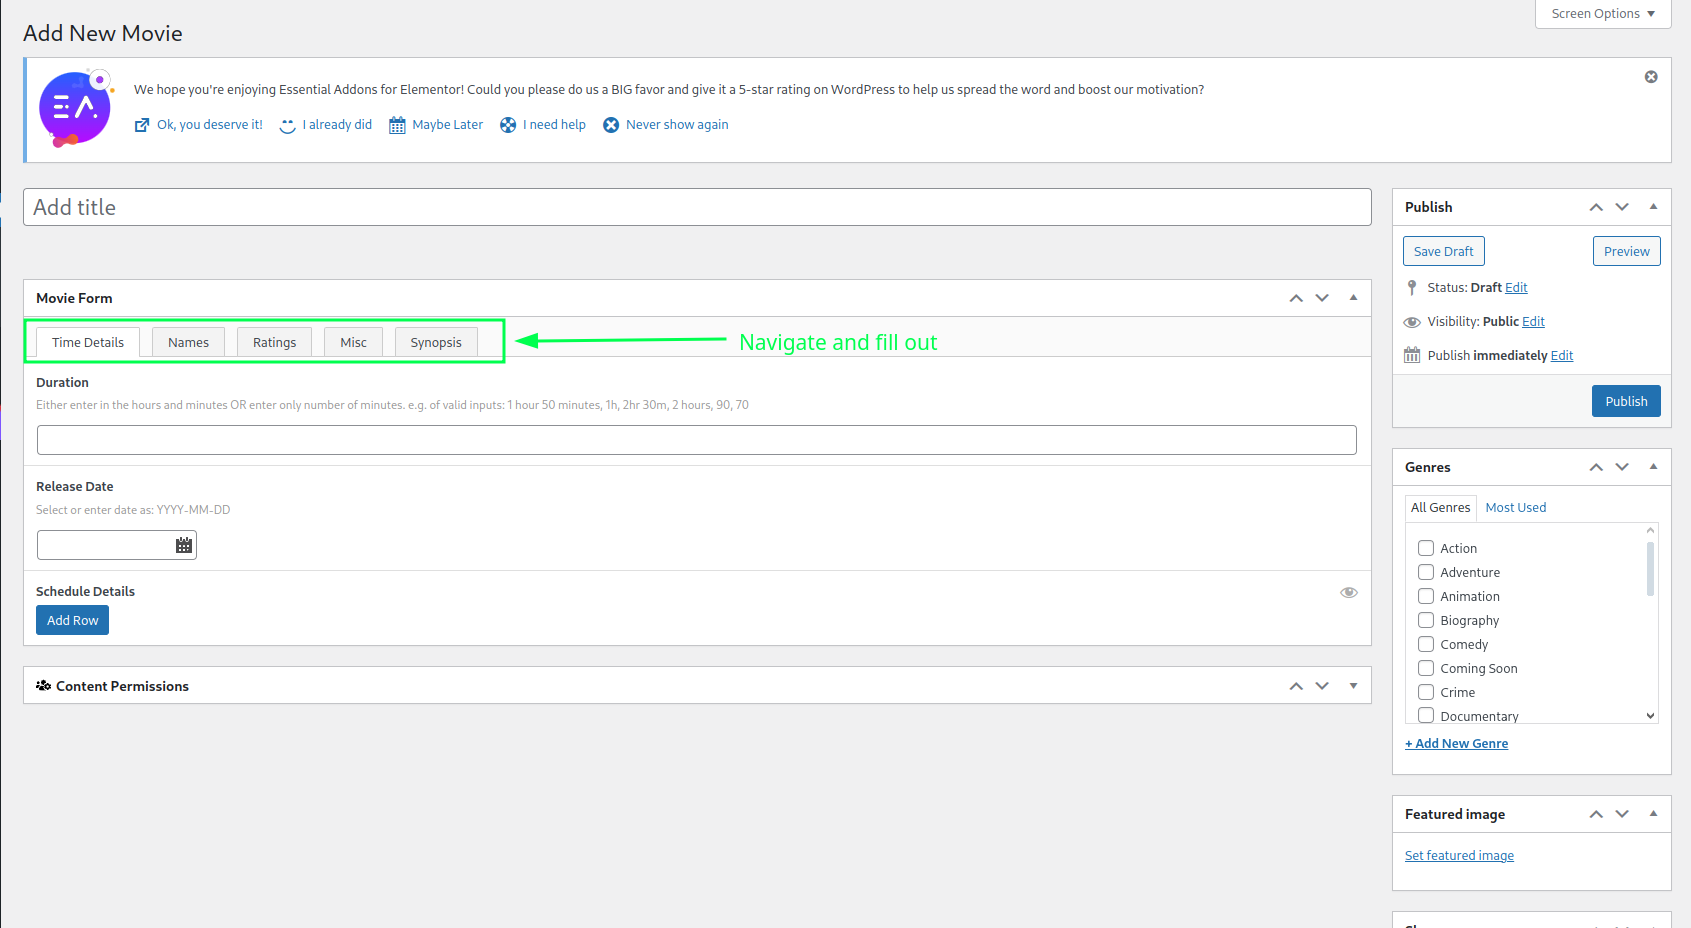 Screen Options
Add New Movie
We hope you're enjoying Essential Addons for Elementor! Could you please do us a BIG favor and give it a 5-star rating on WordPress to help us spread the word and boost our motivation?
Ok, you deserve it! I already did Maybe Later I need help Never show again
Add title
Movie Form
Time Details Names Ratings Misc Synopsis
Navigate and fill out
Duration
Either enter in the hours and minutes OR enter only number of minutes. e.g. of valid inputs: 1 hour 50 minutes, 1h, 2hr 30m, 2 hours, 90, 70
Release Date
Select or enter date as: YYYY-MM-DD
Schedule Details
Add Row
Content Permissions
Publish
Save Draft Preview
Status: Draft Edit
Visibility: Public Edit
Publish immediately Edit
Publish
Genres
All Genres Most Used
Action
Adventure
Animation
Biography
Comedy
Coming Soon
Crime
Documentary
+ Add New Genre
Featured image
Set featured image